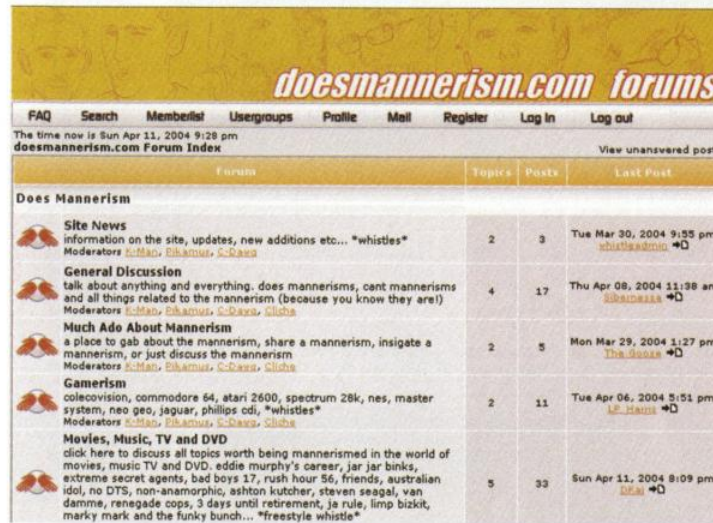 doesmannerism.com forums
FAQ Search Memberlist Usergroups Profile Mail Register Log In Log out
The time now is Sun Apr 11, 2004 9:28 pm
doesmannerism.com Forum Index
View unanswered post
Forum Topics Posts Last Post
Does Mannerism
Site News
information on the site, updates, new additions etc... *whistles*
Moderators K-Man, Pikamus, C-Dawg
2 3
Tue Mar 30, 2004 9:55 pm
whistleadmin
General Discussion
talk about anything and everything. does mannerisms, cant mannerisms
and all things related to the mannerism (because you know they are!)
Moderators K-Man, Pikamus, C-Dawg, Cliche
4 17
Thu Apr 08, 2004 11:38 am
Much Ado About Mannerism
a place to gab about the mannerism, share a mannerism, insigate a
mannerism, or just discuss the mannerism
Moderators K-Man, Pikamus, C-Dawg, Cliche
2 5
Mon Mar 29, 2004 1:27 pm
The Goose
Gamerism
colecovision, commodore 64, atari 2600, spectrum 28k, nes, master
system, neo geo, jaguar, phillips cdi, *whistles*
Moderators K-Man, Pikamus, C-Dawg, Cliche
2 11
Tue Apr 06, 2004 5:51 pm
LP_Harris
Movies, Music, TV and DVD
click here to discuss all topics worth being mannerismed in the world of
movies, music TV and DVD. eddie murphy's career, jar jar binks,
extreme secret agents, bad boys 17, rush hour 56, friends, australian
idol, no DTS, non-anamorphic, ashton kutcher, steven seagal, van
damme, renegade cops, 3 days until retirement, ja rule, limp bizkit,
marky mark and the funky bunch... *freestyle whistle*
5 33
Sun Apr 11, 2004 8:09 pm
DKai